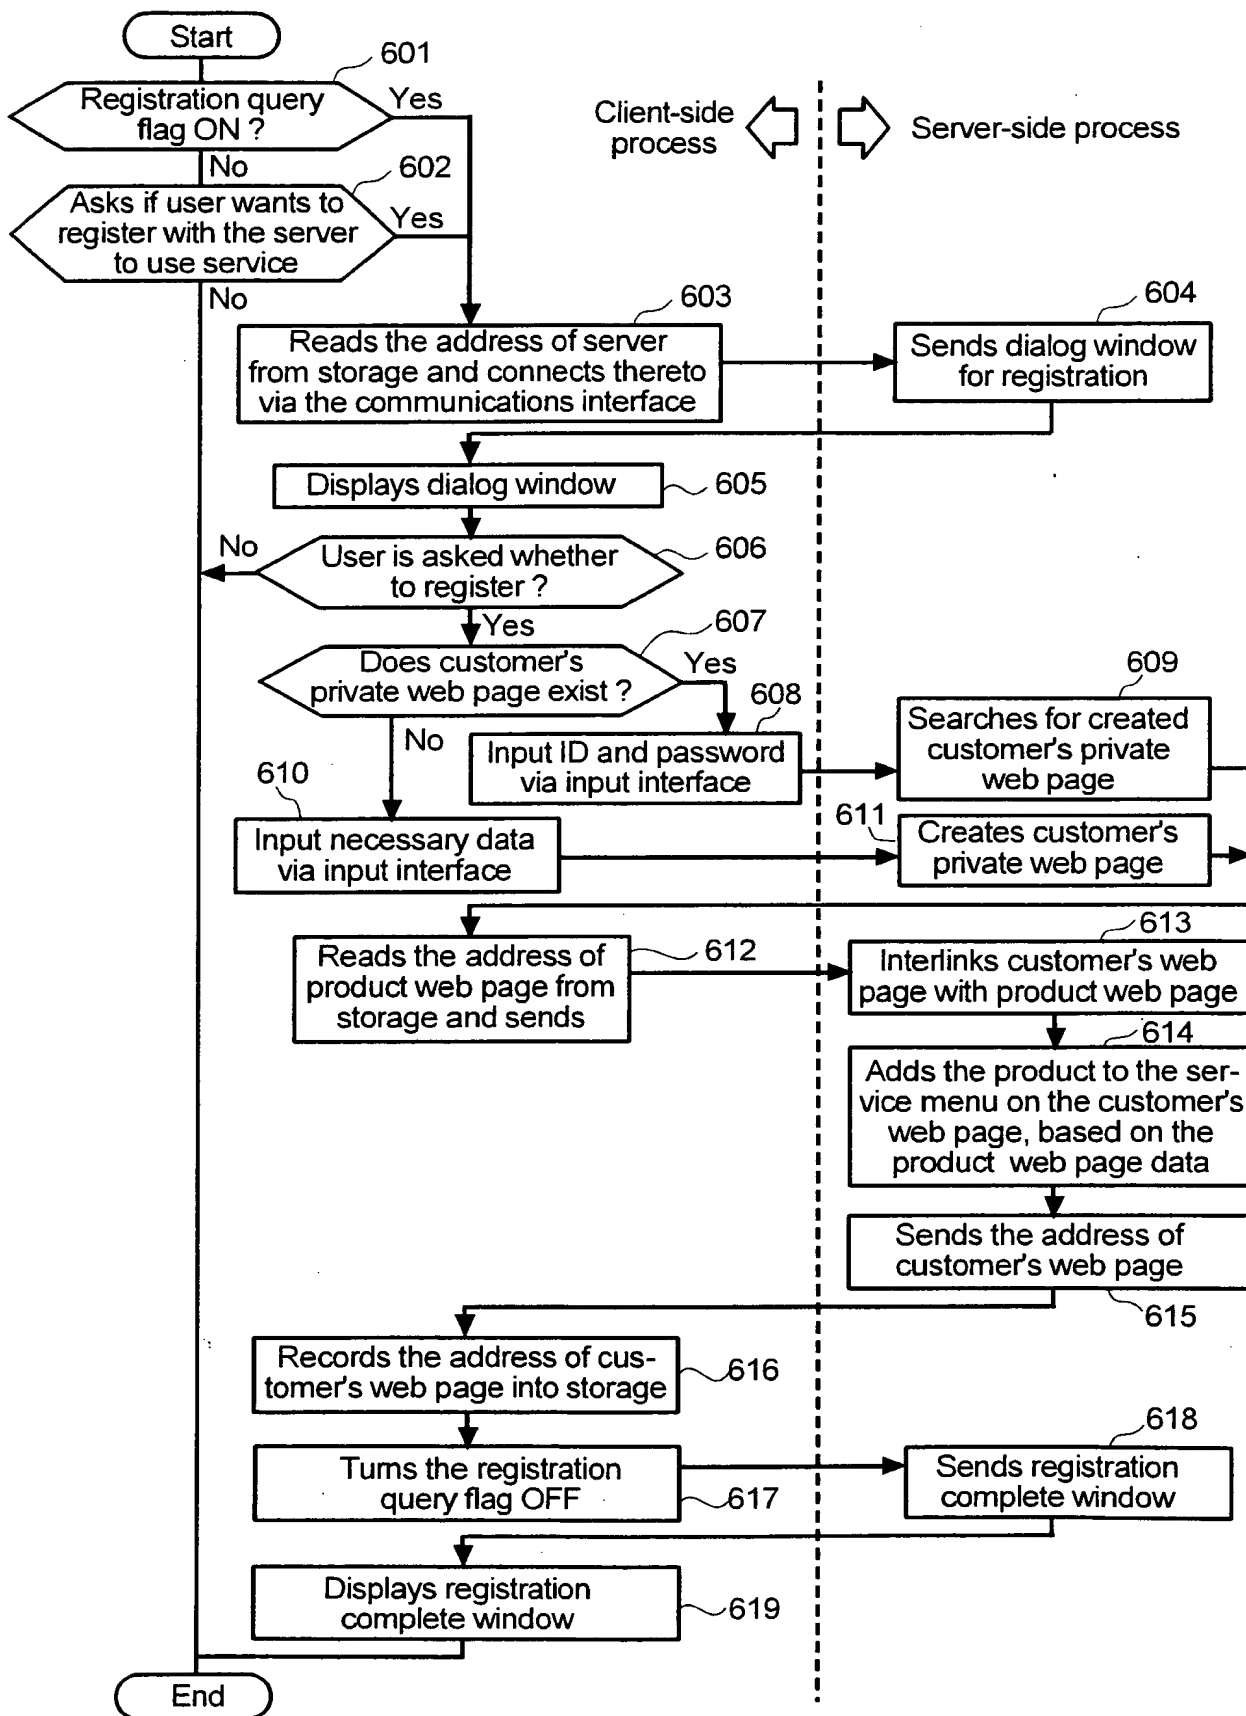 Start
601
Registration query
flag ON ?
Yes
No
Client-side
process
Server-side process
602
Asks if user wants to
register with the server
to use service
Yes
No
603
Reads the address of server
from storage and connects thereto
via the communications interface
604
Sends dialog window
for registration
Displays dialog window
605
No
User is asked whether
to register ?
606
Yes
607
Does customer's
private web page exist ?
Yes
No
608
Input ID and password
via input interface
609
Searches for created
customer's private
web page
610
Input necessary data
via input interface
611
Creates customer's
private web page
Reads the address of
product web page from
storage and sends
612
613
Interlinks customer's web
page with product web page
614
Adds the product to the ser-
vice menu on the customer's
web page, based on the
product web page data
Sends the address of
customer's web page
615
Records the address of cus-
tomer's web page into storage
616
Turns the registration
query flag OFF
617
618
Sends registration
complete window
Displays registration
complete window
619
End